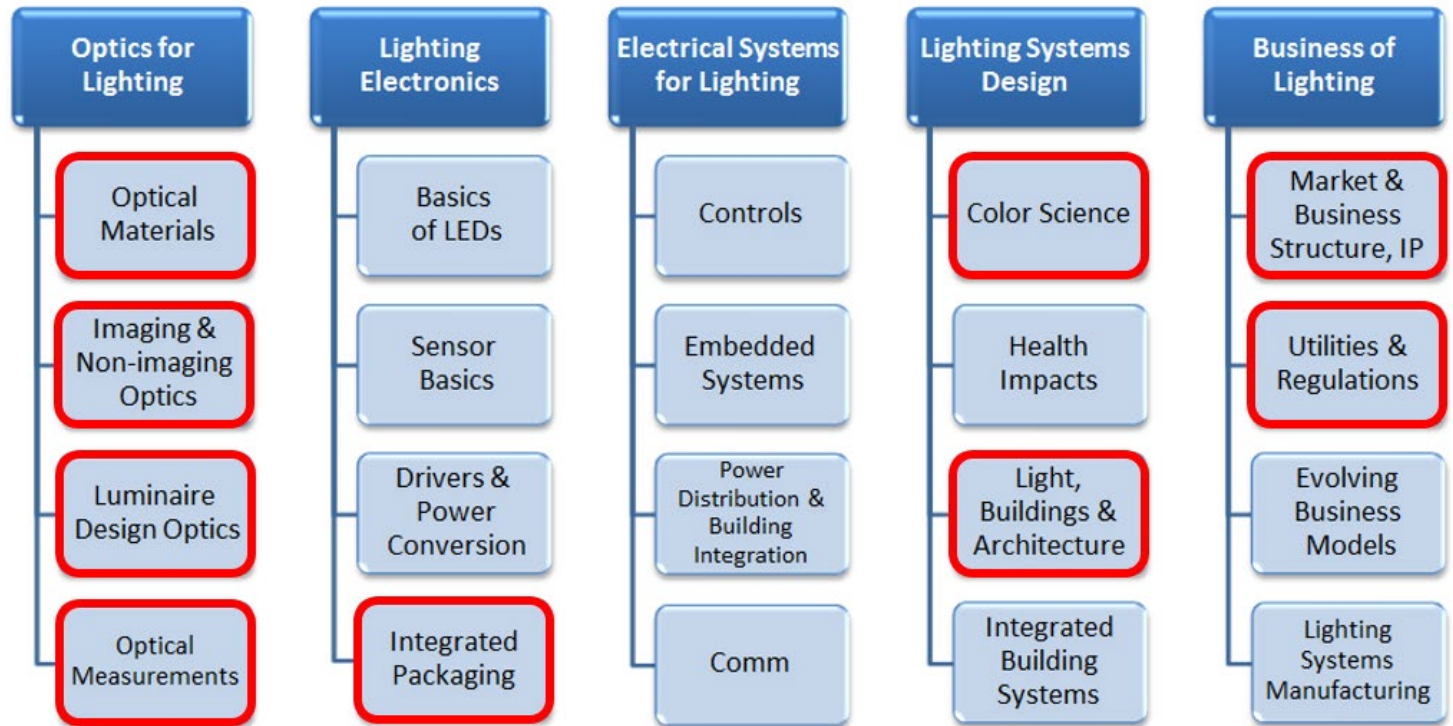 Optics for
Lighting
Optical
Materials
Imaging &
Non-imaging
Optics
Luminaire
Design Optics
Optical
Measurements
Lighting
Electronics
Basics
of LEDs
Sensor
Basics
Drivers &
Power
Conversion
Integrated
Packaging
Electrical Systems
for Lighting
Controls
Embedded
Systems
Power
Distribution &
Building
Integration
Comm
Lighting Systems
Design
Color Science
Health
Impacts
Light,
Buildings &
Architecture
Integrated
Building
Systems
Business of
Lighting
Market &
Business
Structure, IP
Utilities &
Regulations
Evolving
Business
Models
Lighting
Systems
Manufacturing